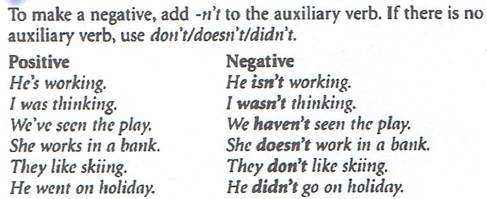 To make a negative, add -n't to the auxiliary verb. If there is no
auxiliary verb, use don't/doesn't/didn't.
Positive Negative
He's working. He isn't working.
I was thinking. I wasn't thinking.
We've seen the play. We haven't seen the play.
She works in a bank. She doesn't work in a bank.
They like skiing. They don't like skiing.
He went on holiday. He didn't go on holiday.